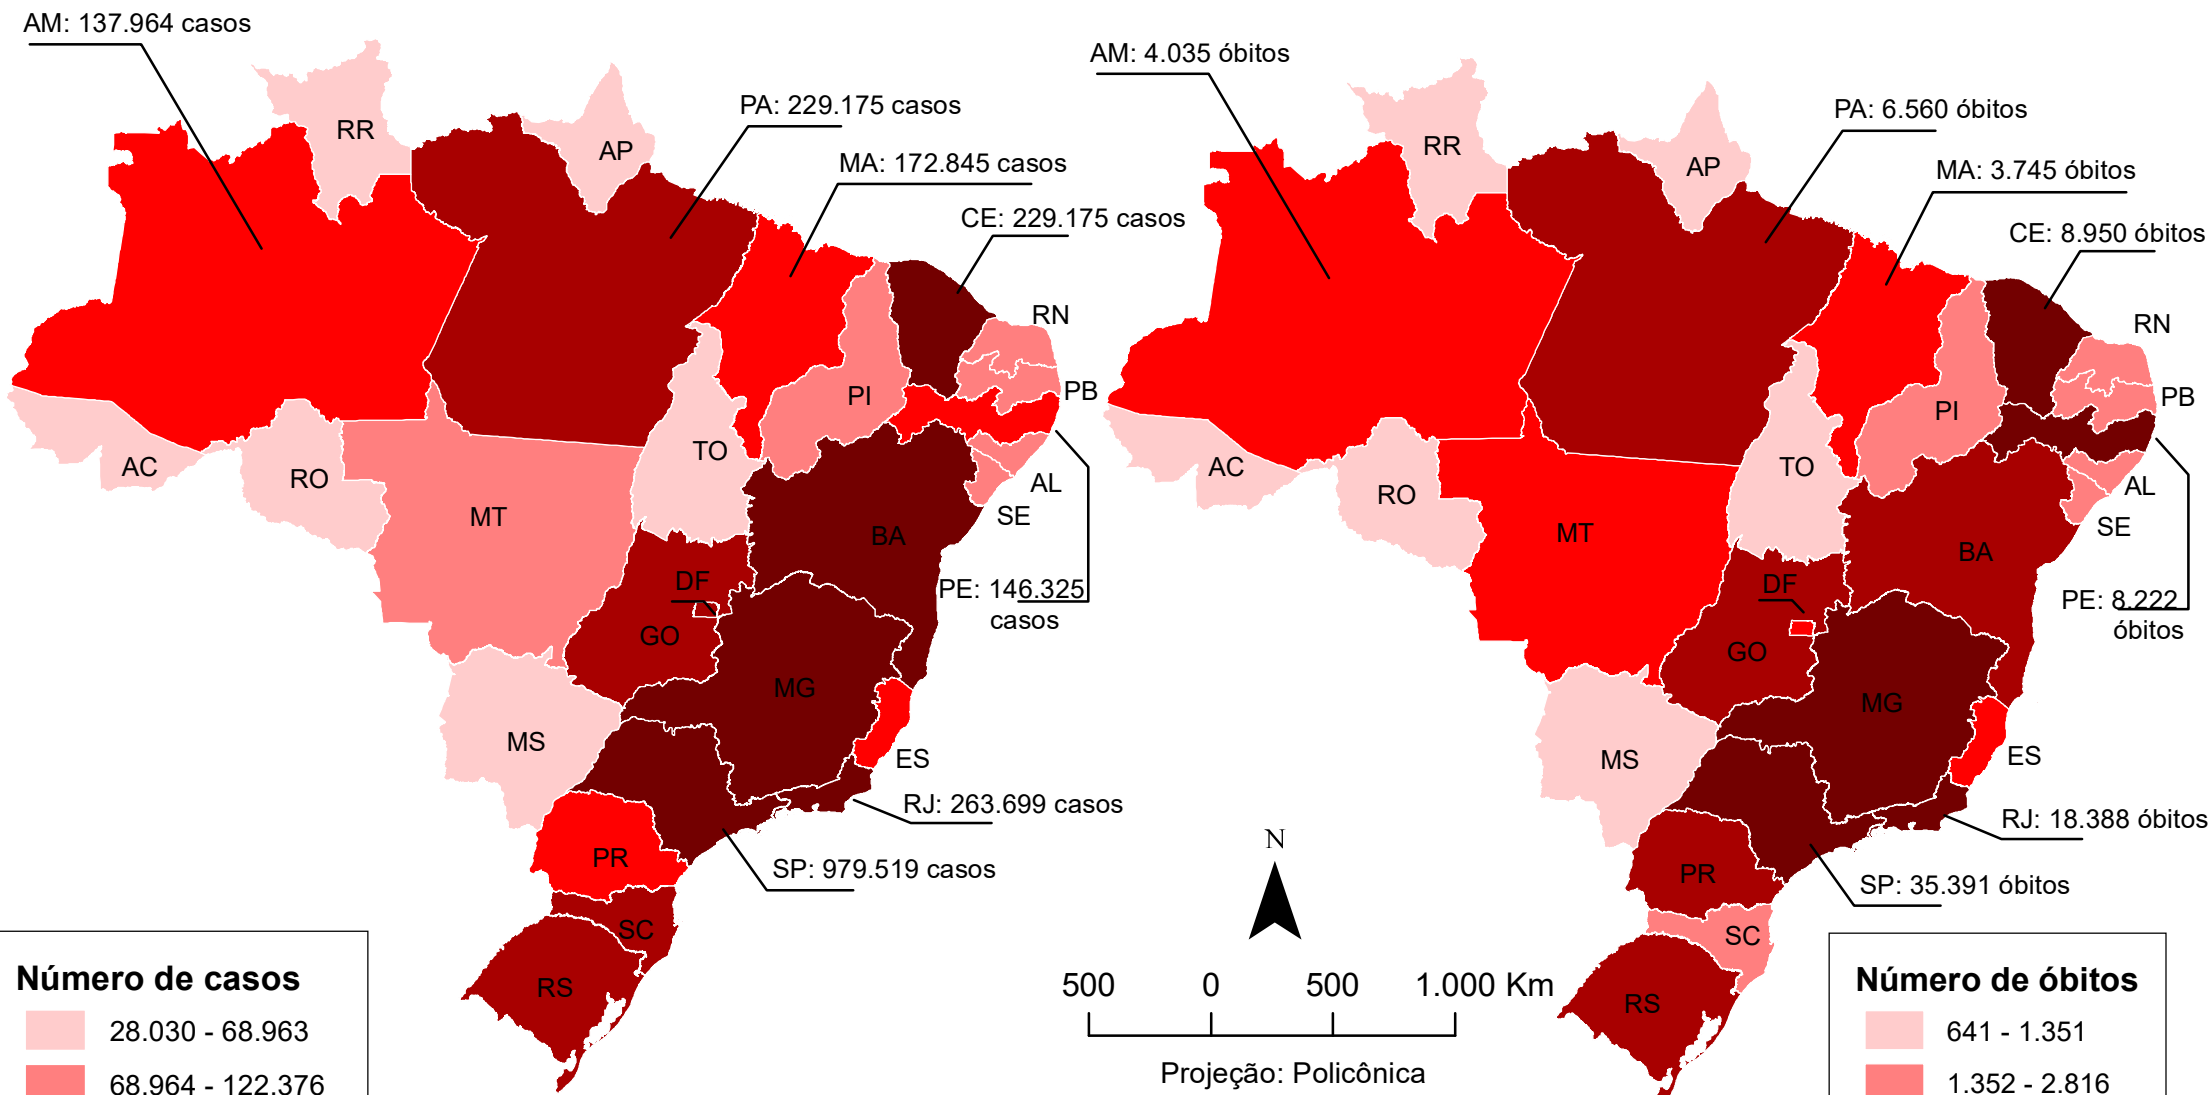 AM: 137.964 casos
RR
AP
PA: 229.175 casos
MA: 172.845 casos
CE: 229.175 casos
RN
PB
PI
TO
AC
RO
MT
AL
SE
BA
DF
GO
PE: 146.325
casos
MG
MS
ES
RJ: 263.699 casos
PR
SP: 979.519 casos
SC
RS
Número de casos
28.030 - 68.963
68.964 - 122.376
AM: 4.035 óbitos
RR
AP
PA: 6.560 óbitos
MA: 3.745 óbitos
CE: 8.950 óbitos
RN
PB
PI
TO
AC
RO
MT
AL
SE
BA
DF
GO
PE: 8.222
óbitos
MG
MS
ES
RJ: 18.388 óbitos
PR
SP: 35.391 óbitos
SC
RS
N
500 0 500 1.000 Km
Projeção: Policônica
Número de óbitos
641 - 1.351
1.352 - 2.816